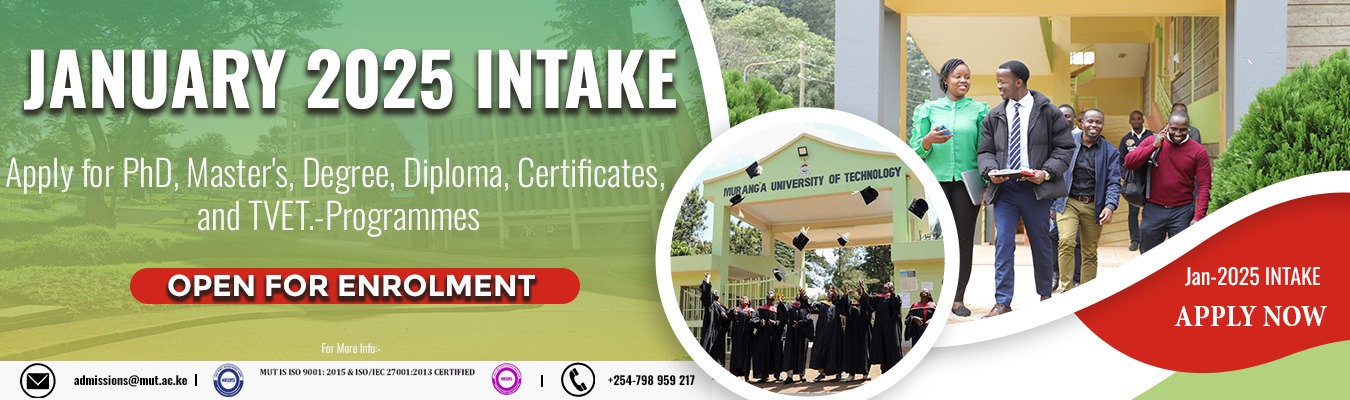 JANUARY 2025 INTAKE
Apply for PhD, Master's, Degree, Diploma, Certificates,
and TVET.-Programmes
OPEN FOR ENROLMENT
For More Info:-
admissions@mut.ac.ke |
MUT IS ISO 9001: 2015 & ISO/IEC 27001:2013 CERTIFIED
| +254-798 959 217
MURANG'A UNIVERSITY OF TECHNOLOGY
Jan-2025 INTAKE
APPLY NOW